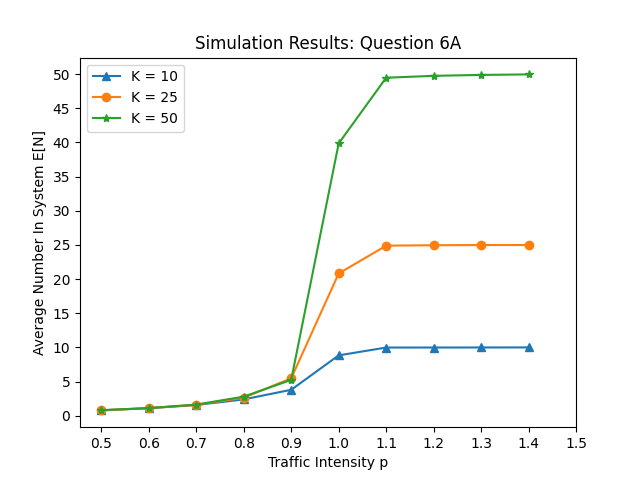 Simulation Results: Question 6A
K = 10
K = 25
K = 50
Average Number In System E[N]
50
45
40
35
30
25
20
15
10
5
0
0.5 0.6 0.7 0.8 0.9 1.0 1.1 1.2 1.3 1.4 1.5
Traffic Intensity p